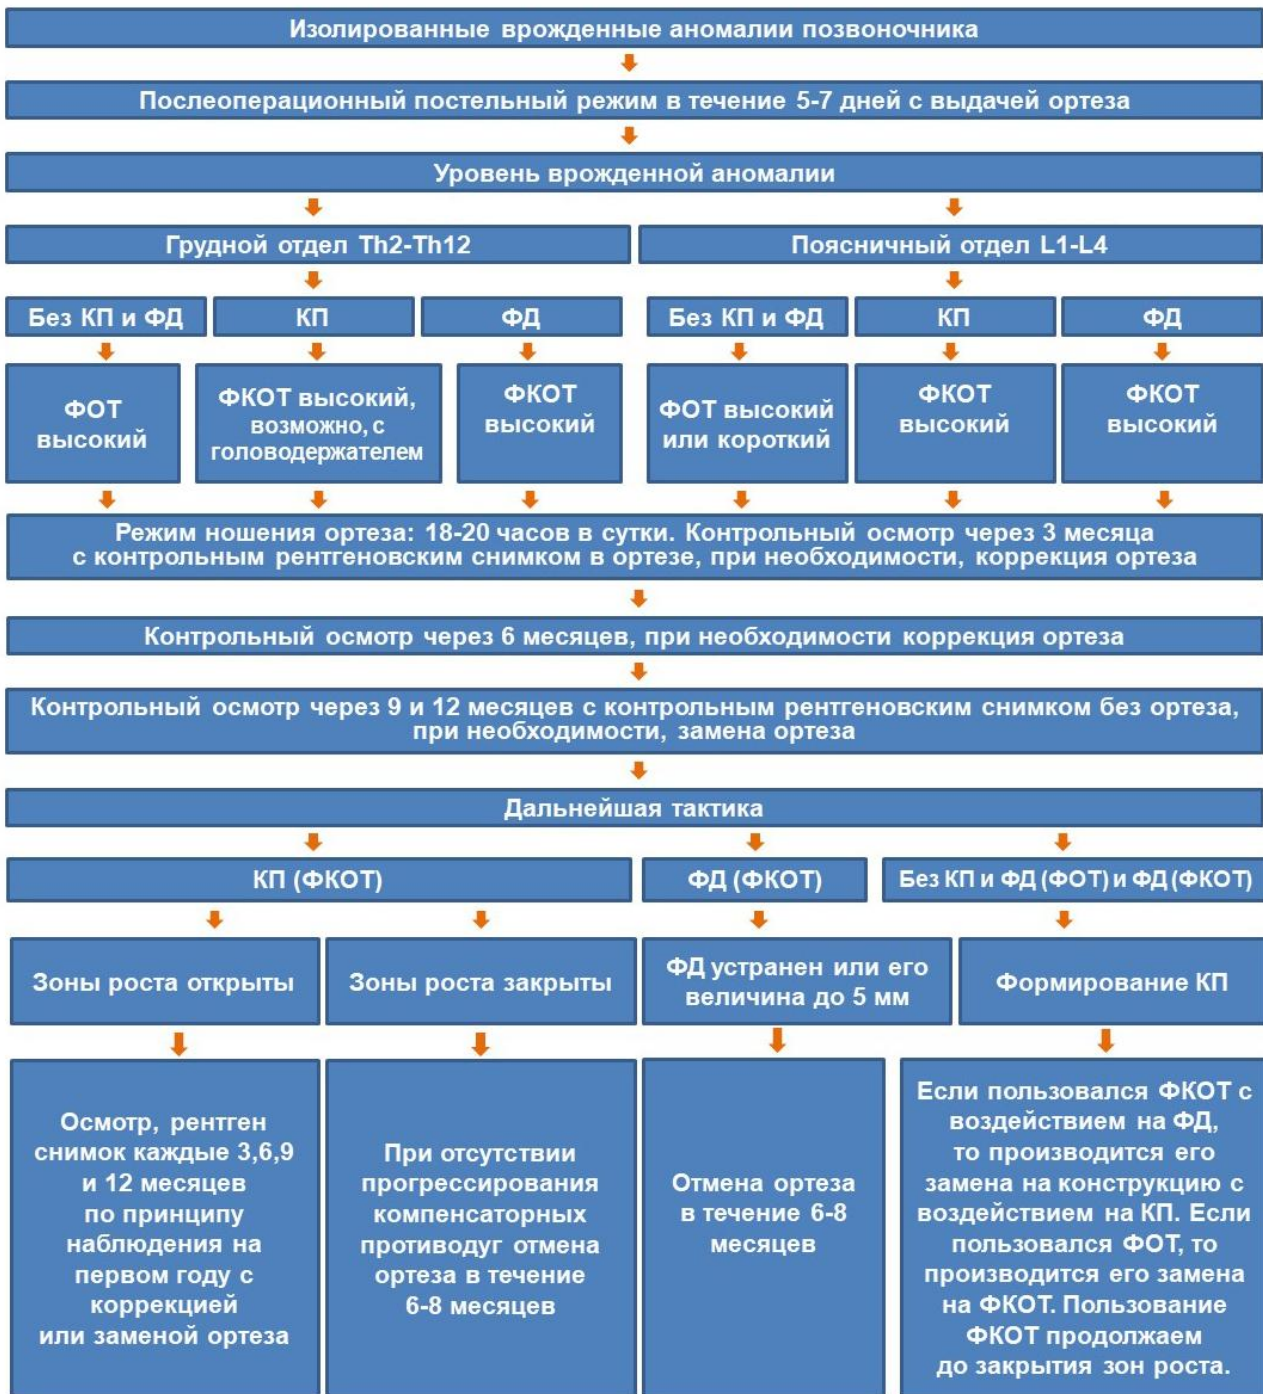 Изолированные врожденные аномалии позвоночника
Послеоперационный постельный режим в течение 5-7 дней с выдачей ортеза
Уровень врожденной аномалии
Грудной отдел Th2-Th12
Поясничный отдел L1-L4
Без КП и ФД
КП
ФД
Без КП и ФД
КП
ФД
ФОТ
высокий
ФКОТ высокий,
возможно, с
головодержателем
ФКОТ
высокий
ФОТ высокий
или короткий
ФКОТ
высокий
ФКОТ
высокий
Режим ношения ортеза: 18-20 часов в сутки. Контрольный осмотр через 3 месяца
с контрольным рентгеновским снимком в ортезе, при необходимости, коррекция ортеза
Контрольный осмотр через 6 месяцев, при необходимости коррекция ортеза
Контрольный осмотр через 9 и 12 месяцев с контрольным рентгеновским снимком без ортеза,
при необходимости, замена ортеза
Дальнейшая тактика
КП (ФКОТ)
ФД (ФКОТ)
Без КП и ФД (ФОТ) и ФД (ФКОТ)
Зоны роста открыты
Зоны роста закрыты
ФД устранен или его
величина до 5 мм
Формирование КП
Осмотр, рентген
снимок каждые 3,6,9
и 12 месяцев
по принципу
наблюдения на
первом году с
коррекцией
или заменой ортеза
При отсутствии
прогрессирования
компенсаторных
противодуг отмена
ортеза в течение
6-8 месяцев
Отмена ортеза
в течение 6-8
месяцев
Если пользовался ФКОТ с
воздействием на ФД,
то производится его
замена на конструкцию с
воздействием на КП. Если
пользовался ФОТ, то
производится его замена
на ФКОТ. Пользование
ФКОТ продолжаем
до закрытия зон роста.